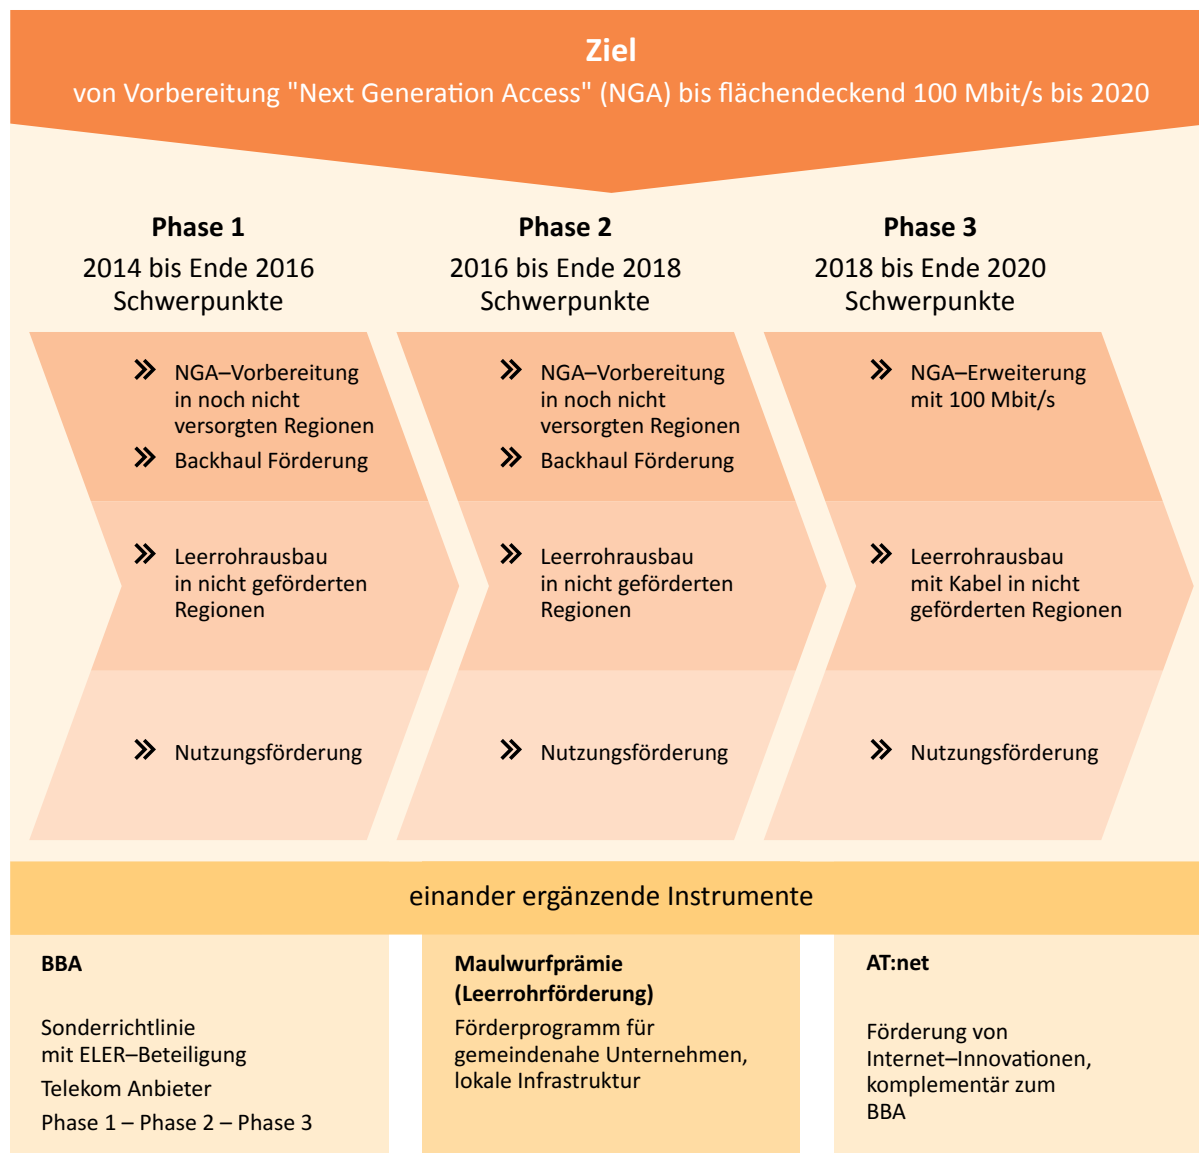 Ziel
von Vorbereitung "Next Generation Access" (NGA) bis flächendeckend 100 Mbit/s bis 2020
Phase 1
2014 bis Ende 2016
Schwerpunkte
» NGA–Vorbereitung
in noch nicht
versorgten Regionen
» Backhaul Förderung
» Leerrohrausbau
in nicht geförderten
Regionen
» Nutzungsförderung
Phase 2
2016 bis Ende 2018
Schwerpunkte
» NGA–Vorbereitung
in noch nicht
versorgten Regionen
» Backhaul Förderung
» Leerrohrausbau
in nicht geförderten
Regionen
» Nutzungsförderung
Phase 3
2018 bis Ende 2020
Schwerpunkte
» NGA–Erweiterung
mit 100 Mbit/s
» Leerrohrausbau
mit Kabel in nicht
geförderten Regionen
» Nutzungsförderung
einander ergänzende Instrumente
BBA
Sonderrichtlinie
mit ELER–Beteiligung
Telekom Anbieter
Phase 1 – Phase 2 – Phase 3
Maulwurfprämie
(Leerrohrförderung)
Förderprogramm für
gemeindenahe Unternehmen,
lokale Infrastruktur
AT:net
Förderung von
Internet–Innovationen,
komplementär zum
BBA